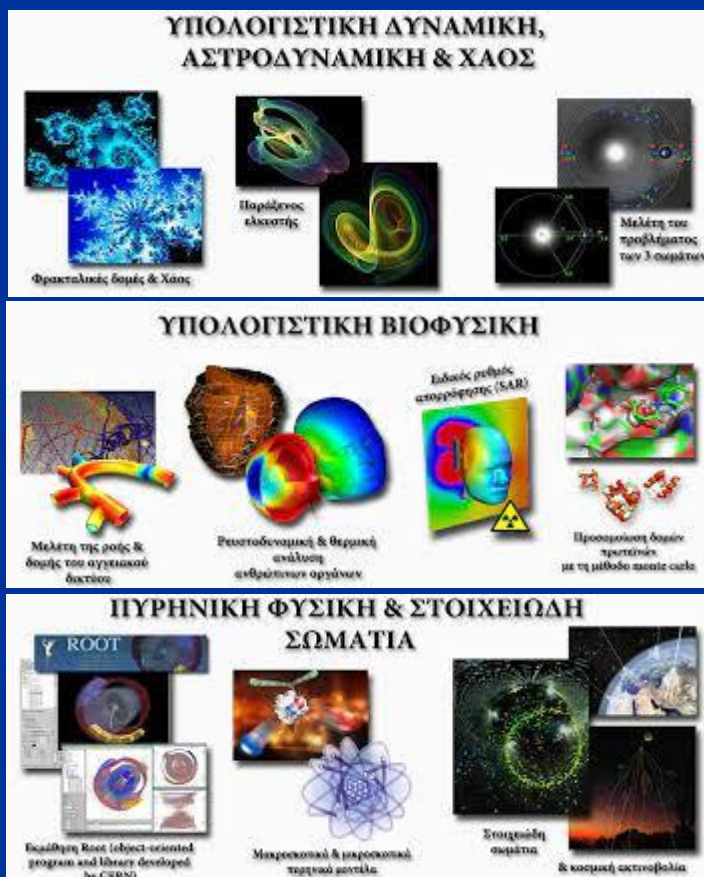 ΥΠΟΛΟΓΙΣΤΙΚΗ ΔΥΝΑΜΙΚΗ,
ΑΣΤΡΟΔΥΝΑΜΙΚΗ & ΧΑΟΣ
Φρακταλικές δομές & Χάος
Παράξενος
ελκυστής
Μελέτη του
προβλήματος
των 3 σωμάτων
ΥΠΟΛΟΓΙΣΤΙΚΗ ΒΙΟΦΥΣΙΚΗ
Μελέτη της ροής &
δομής του αγγειακού
δικτύου
Ρευστοδυναμική & θερμική
ανάλυση
ανθρώπινων οργάνων
Ειδικός ρυθμός
απορρόφησης (SAR)
Προσομοίωση δομών
πρωτεϊνών
με τη μέθοδο monte carlo
ΠΥΡΗΝΙΚΗ ΦΥΣΙΚΗ & ΣΤΟΙΧΕΙΩΔΗ
ΣΩΜΑΤΙΑ
ROOT
Εκμάθηση Root (object-oriented
program and library developed
by CERN)
Μακροσκοπικά & μικροσκοπικά
πυρηνικά μοντέλα
Στοιχειώδη
σωμάτια
& κοσμική ακτινοβολία